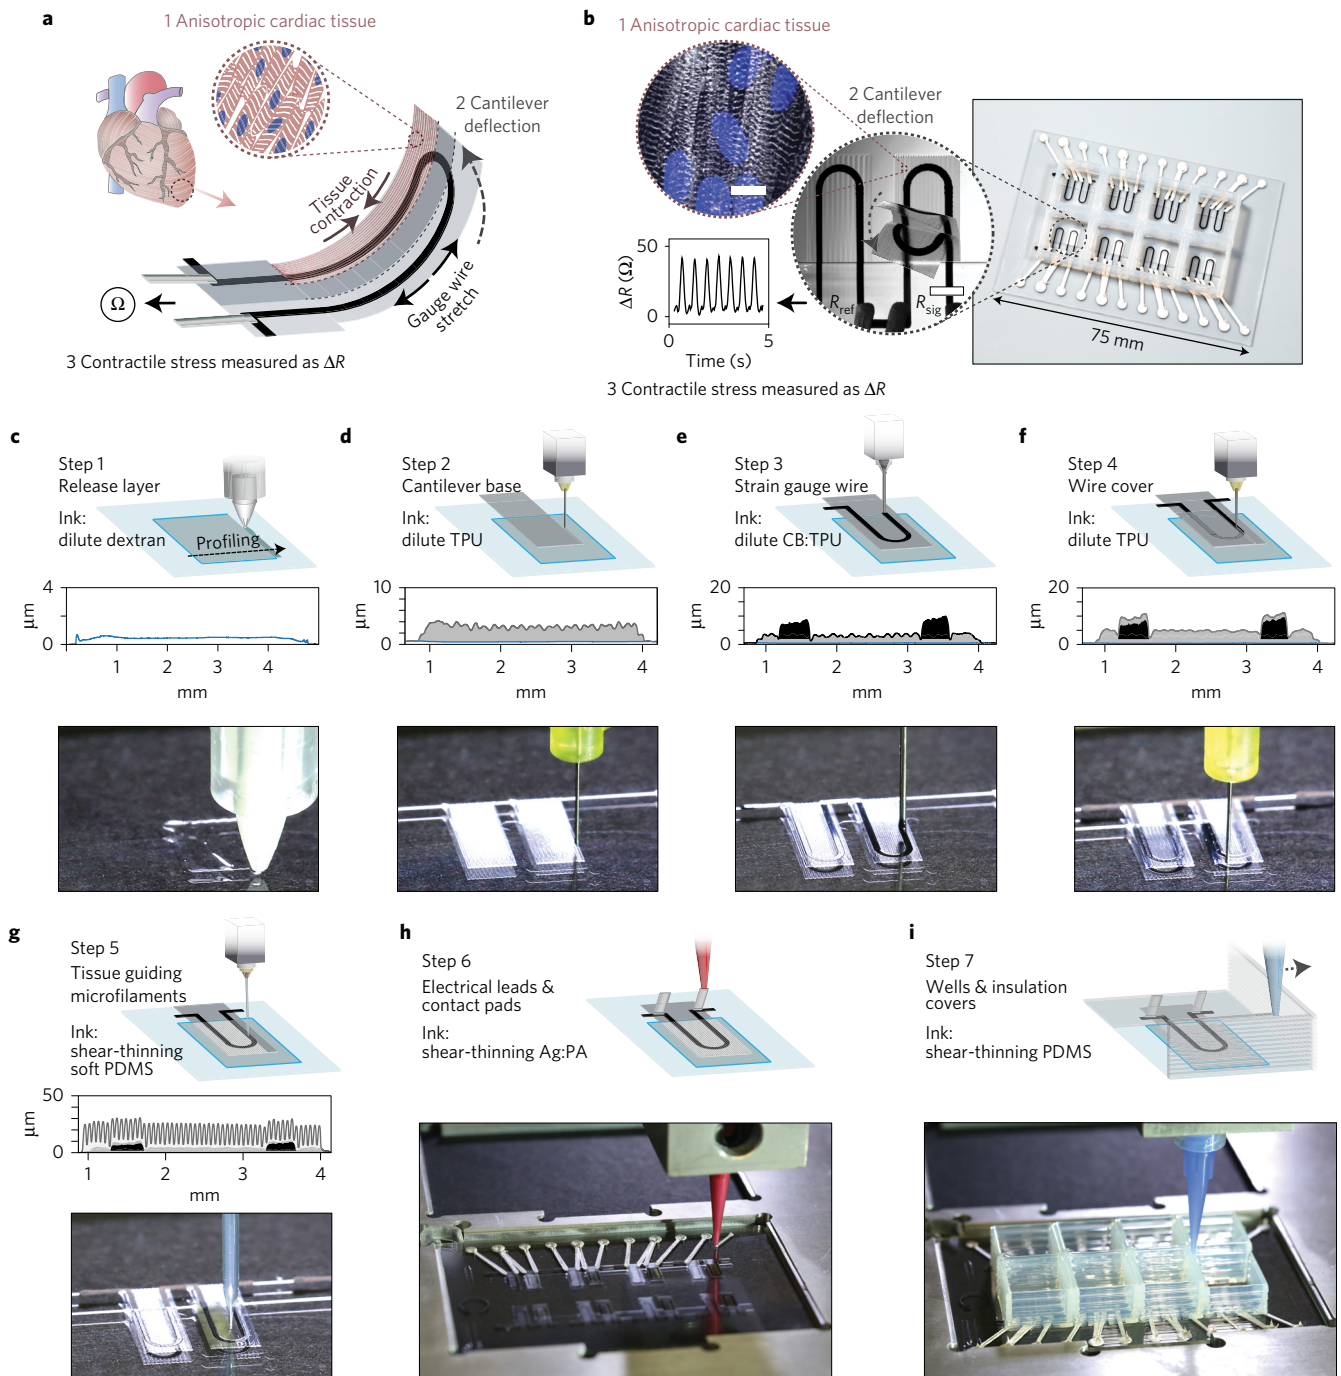 a
1 Anisotropic cardiac tissue
2 Cantilever
deflection
Tissue
contraction
Gauge wire
stretch
Ω
3 Contractile stress measured as ΔR
b
1 Anisotropic cardiac tissue
2 Cantilever
deflection
50
0
ΔR (Ω)
0
5
Time (s)
Rref
Rsig
75 mm
3 Contractile stress measured as ΔR
c
Step 1
Release layer
Ink:
dilute dextran
Profiling
4
0
µm
1 2 3 4
mm
d
Step 2
Cantilever base
Ink:
dilute TPU
10
0
µm
1 2 3 4
mm
e
Step 3
Strain gauge wire
Ink:
dilute CB:TPU
20
0
µm
1 2 3 4
mm
f
Step 4
Wire cover
Ink:
dilute TPU
20
0
µm
1 2 3 4
mm
g
Step 5
Tissue guiding
microfilaments
Ink:
shear-thinning
soft PDMS
50
0
µm
1 2 3 4
mm
h
Step 6
Electrical leads &
contact pads
Ink:
shear-thinning Ag:PA
i
Step 7
Wells & insulation
covers
Ink:
shear-thinning PDMS